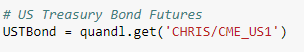 # US Treasury Bond Futures
USTBond = quandl.get('CHRIS/CME_US1')